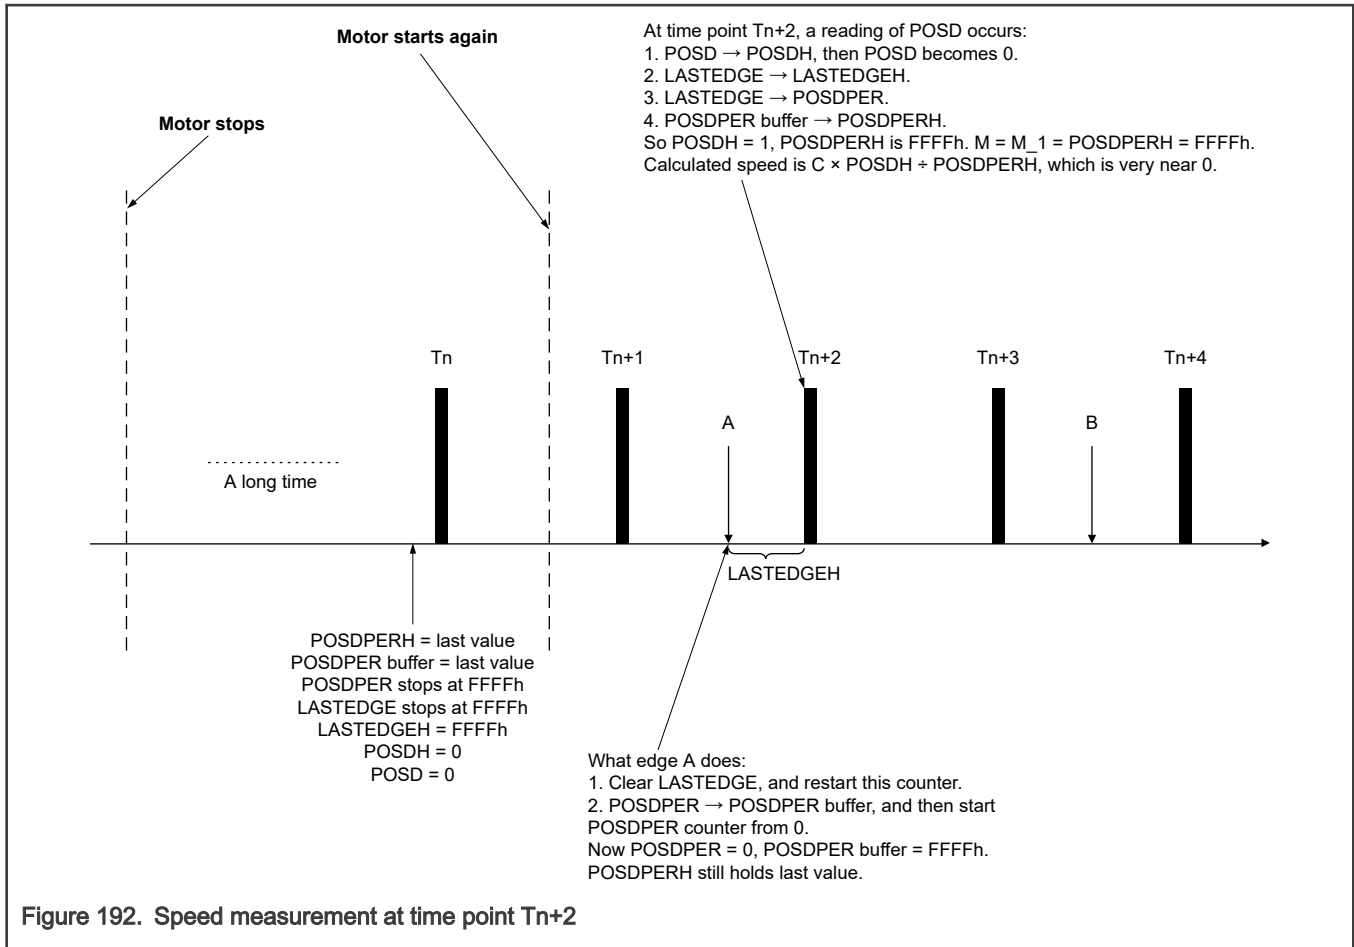 Motor starts again
At time point Tn+2, a reading of POSD occurs:
1. POSD → POSDH, then POSD becomes 0.
2. LASTEDGE → LASTEDGEH.
3. LASTEDGE → POSDPER.
4. POSDPER buffer → POSDPERH.
So POSDH = 1, POSDPERH is FFFFh. M = M_1 = POSDPERH = FFFFh.
Calculated speed is C × POSDH ÷ POSDPERH, which is very near 0.
Motor stops
Tn
Tn+1
Tn+2
Tn+3
Tn+4
A
B
A long time
LASTEDGEH
POSDPERH = last value
POSDPER buffer = last value
POSDPER stops at FFFFh
LASTEDGE stops at FFFFh
LASTEDGEH = FFFFh
POSDH = 0
POSD = 0
What edge A does:
1. Clear LASTEDGE, and restart this counter.
2. POSDPER → POSDPER buffer, and then start
POSDPER counter from 0.
Now POSDPER = 0, POSDPER buffer = FFFFh.
POSDPERH still holds last value.
Figure 192. Speed measurement at time point Tn+2